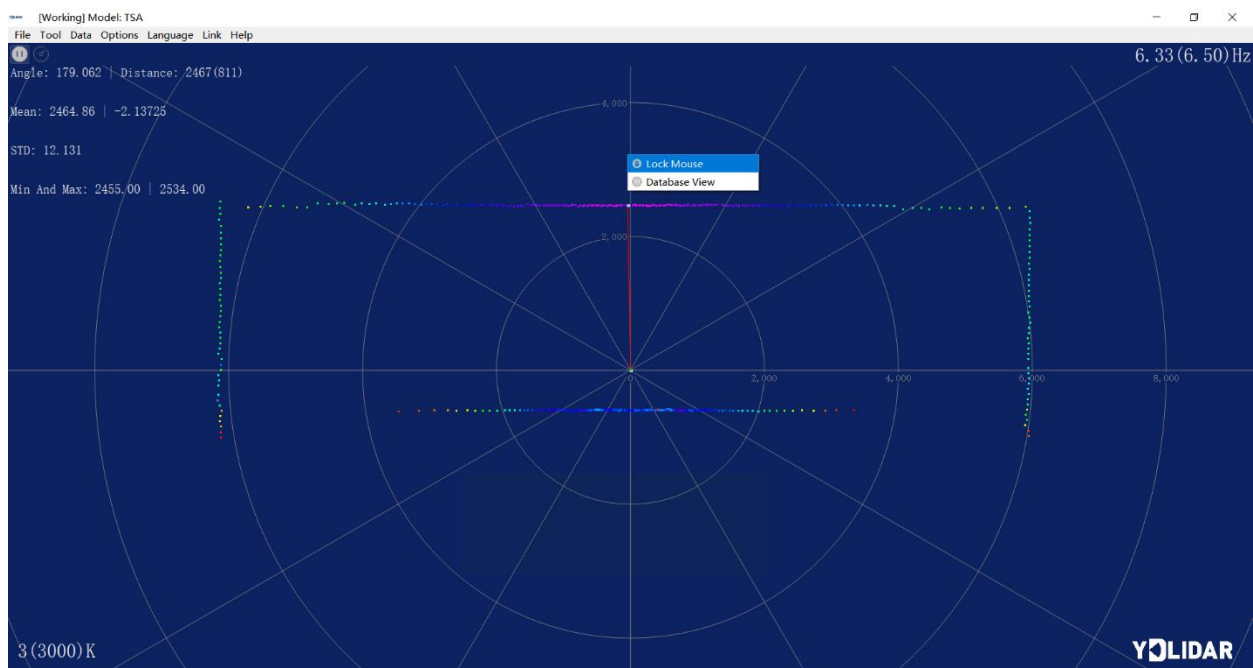 [Working] Model: TSA
File Tool Data Options Language Link Help
6.33(6.50)Hz
Angle: 179.062 | Distance: 2467(811)
Mean: 2464.86 | -2.13725
STD: 12.131
Min And Max: 2455.00 | 2534.00
4,000
Lock Mouse
Database View
2,000
0 2,000 4,000 6,000 8,000
3(3000)K
YDLIDAR